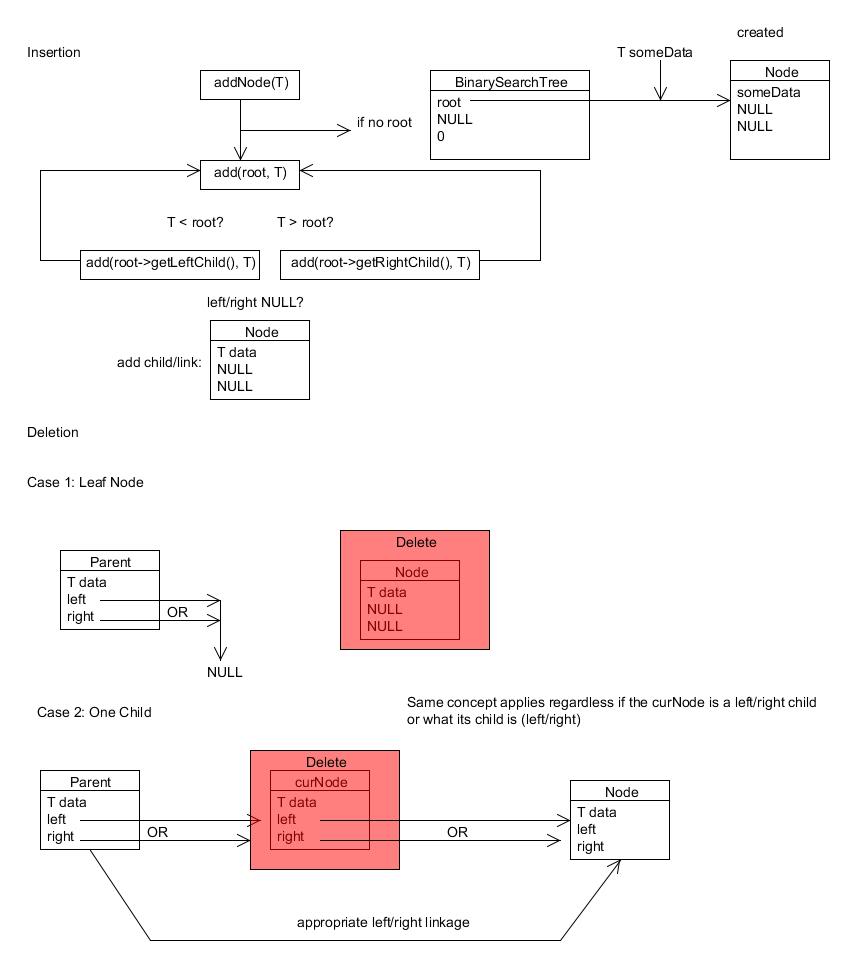 created
Insertion
T someData
addNode(T)
BinarySearchTree
Node
root
NULL
0
someData
NULL
NULL
if no root
add(root, T)
T < root?
T > root?
add(root->getLeftChild(), T)
add(root->getRightChild(), T)
left/right NULL?
Node
add child/link:
T data
NULL
NULL
Deletion
Case 1: Leaf Node
Parent
T data
left
right
OR
NULL
Delete
Node
T data
NULL
NULL
Case 2: One Child
Same concept applies regardless if the curNode is a left/right child
or what its child is (left/right)
Parent
T data
left
right
OR
Delete
curNode
T data
left
right
OR
Node
T data
left
right
appropriate left/right linkage